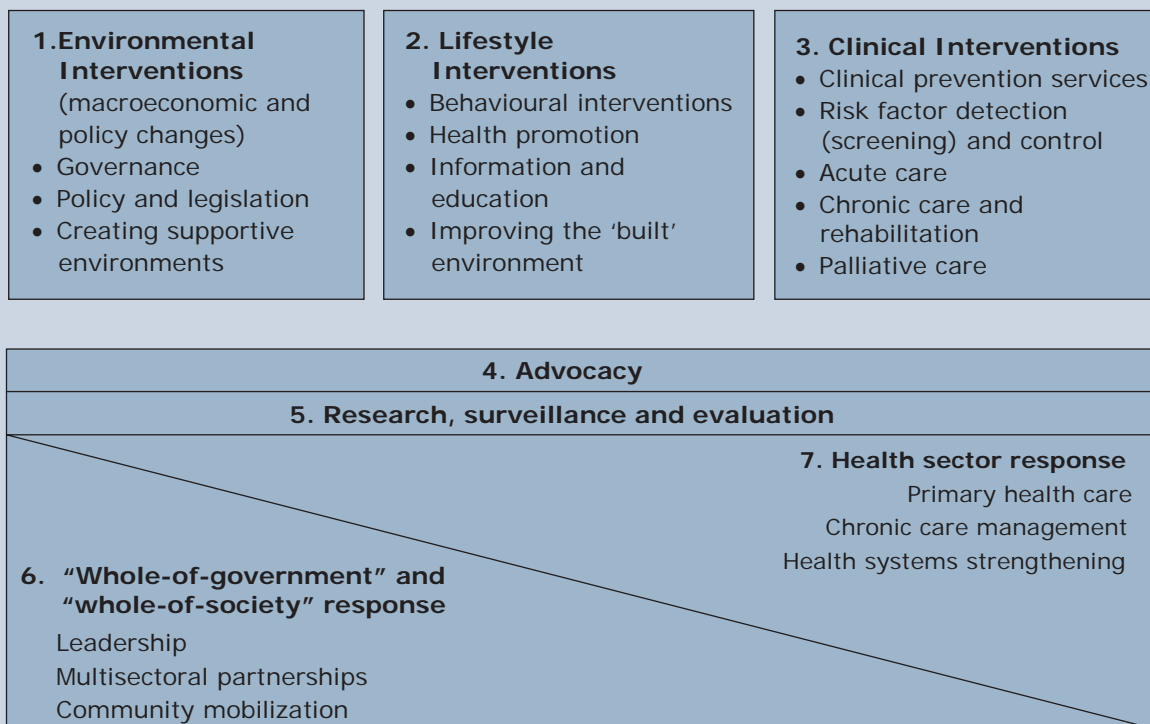 1.Environmental
Interventions
(macroeconomic and
policy changes)
• Governance
• Policy and legislation
• Creating supportive
environments
2. Lifestyle
Interventions
• Behavioural interventions
• Health promotion
• Information and
education
• Improving the ‘built’
environment
3. Clinical Interventions
• Clinical prevention services
• Risk factor detection
(screening) and control
• Acute care
• Chronic care and
rehabilitation
• Palliative care
4. Advocacy
5. Research, surveillance and evaluation
7. Health sector response
Primary health care
Chronic care management
Health systems strengthening
6. “Whole-of-government” and
“whole-of-society” response
Leadership
Multisectoral partnerships
Community mobilization